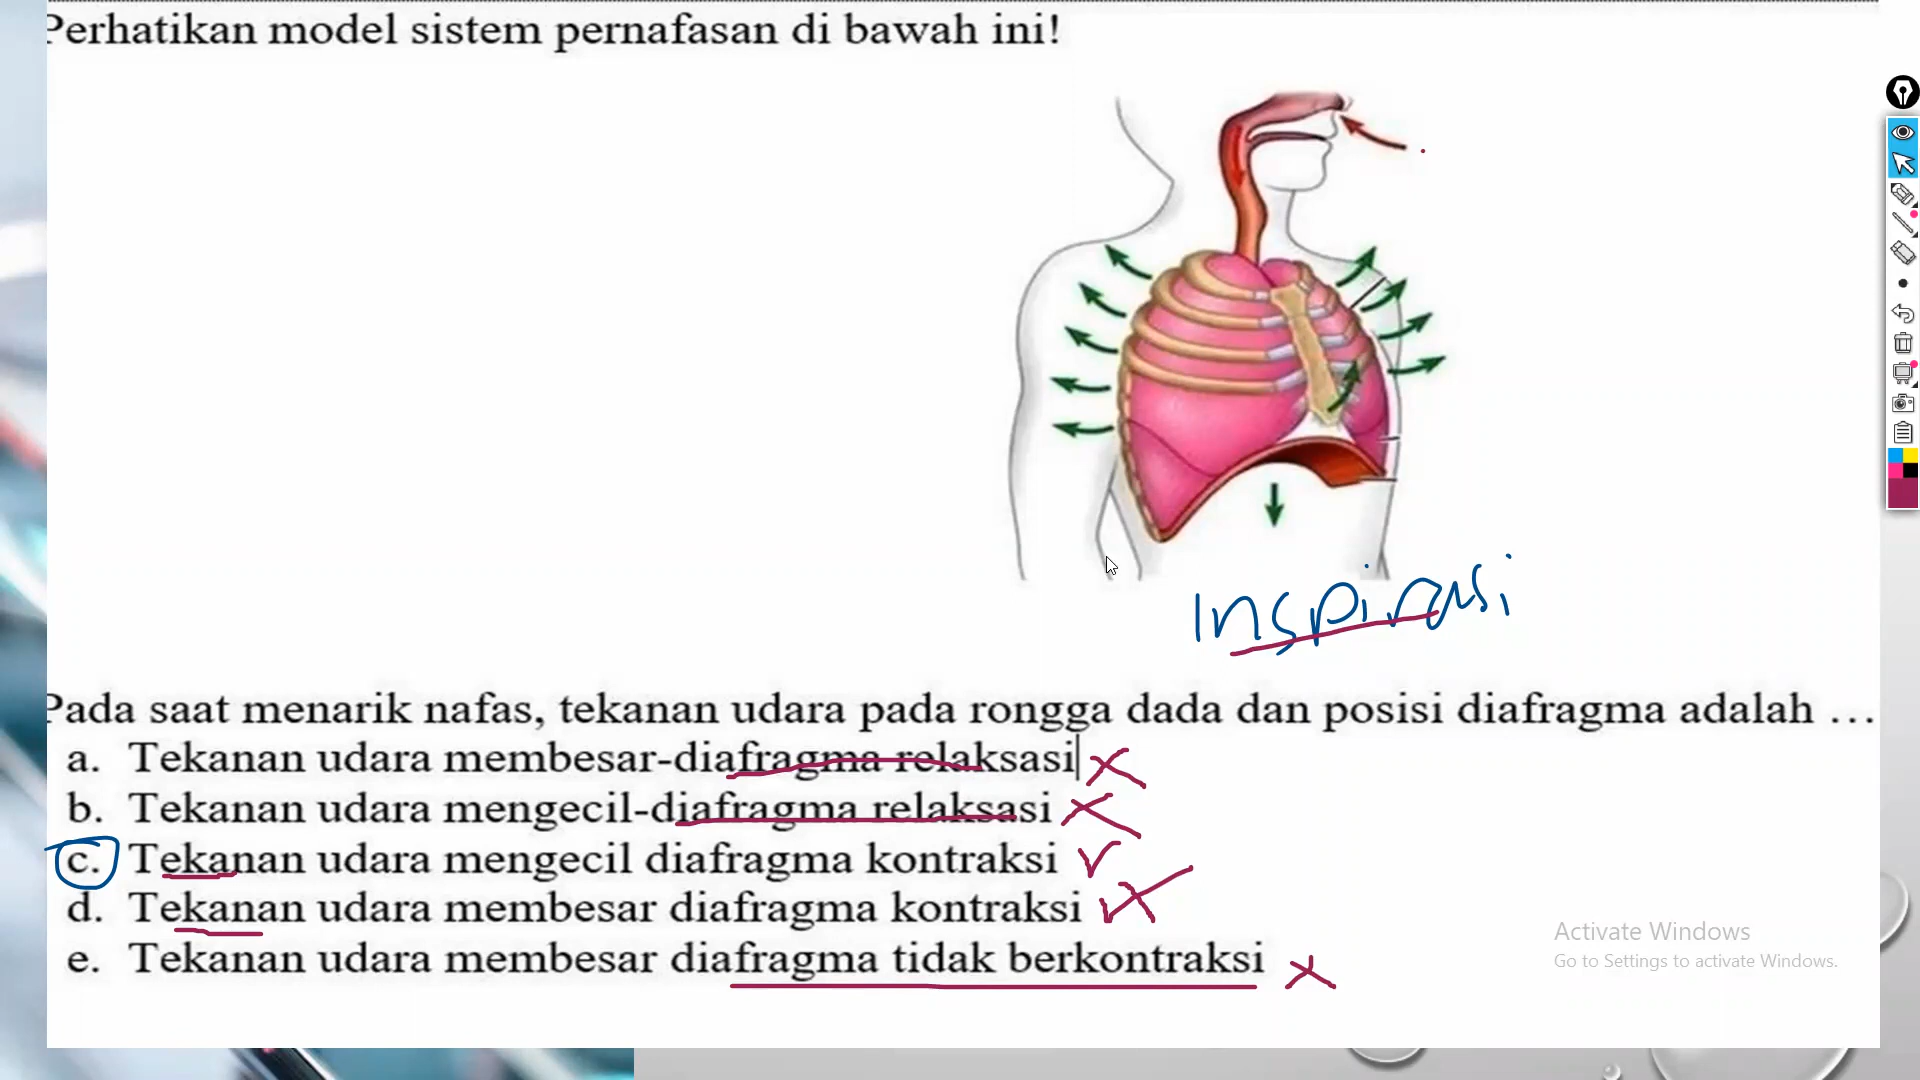 Perhatikan model sistem pernafasan di bawah ini!
Inspirasi
Pada saat menarik nafas, tekanan udara pada rongga dada dan posisi diafragma adalah …
a. Tekanan udara membesar-diafragma relaksasi
b. Tekanan udara mengecil-diafragma relaksasi
c. Tekanan udara mengecil diafragma kontraksi
d. Tekanan udara membesar diafragma kontraksi
e. Tekanan udara membesar diafragma tidak berkontraksi
Activate Windows
Go to Settings to activate Windows.